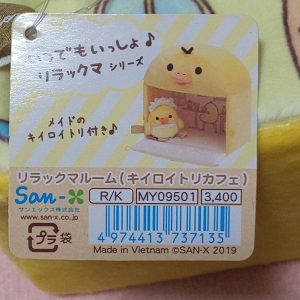 いつでもいっしょ♪
リラックマ シリーズ
メイドの
キイロイトリ付き♪
リラックマルーム(キイロイトリカフェ)
San-X
サンエックス株式会社
www.san-x.co.jp
R/K
MY09501
3,400
プラ
袋
4 974413 737135
Made in Vietnam ©SAN-X 2019